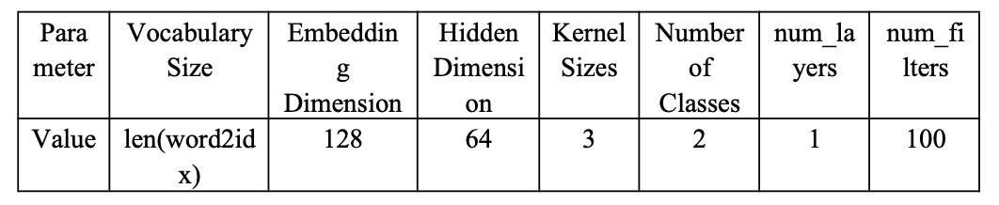 Para Vocabulary Embeddin Hidden Kernel Number num_la num_fi
meter Size g Dimensi Sizes of yers lters
Dimension on Classes
Value len(word2id 128 64 3 2 1 100
x)